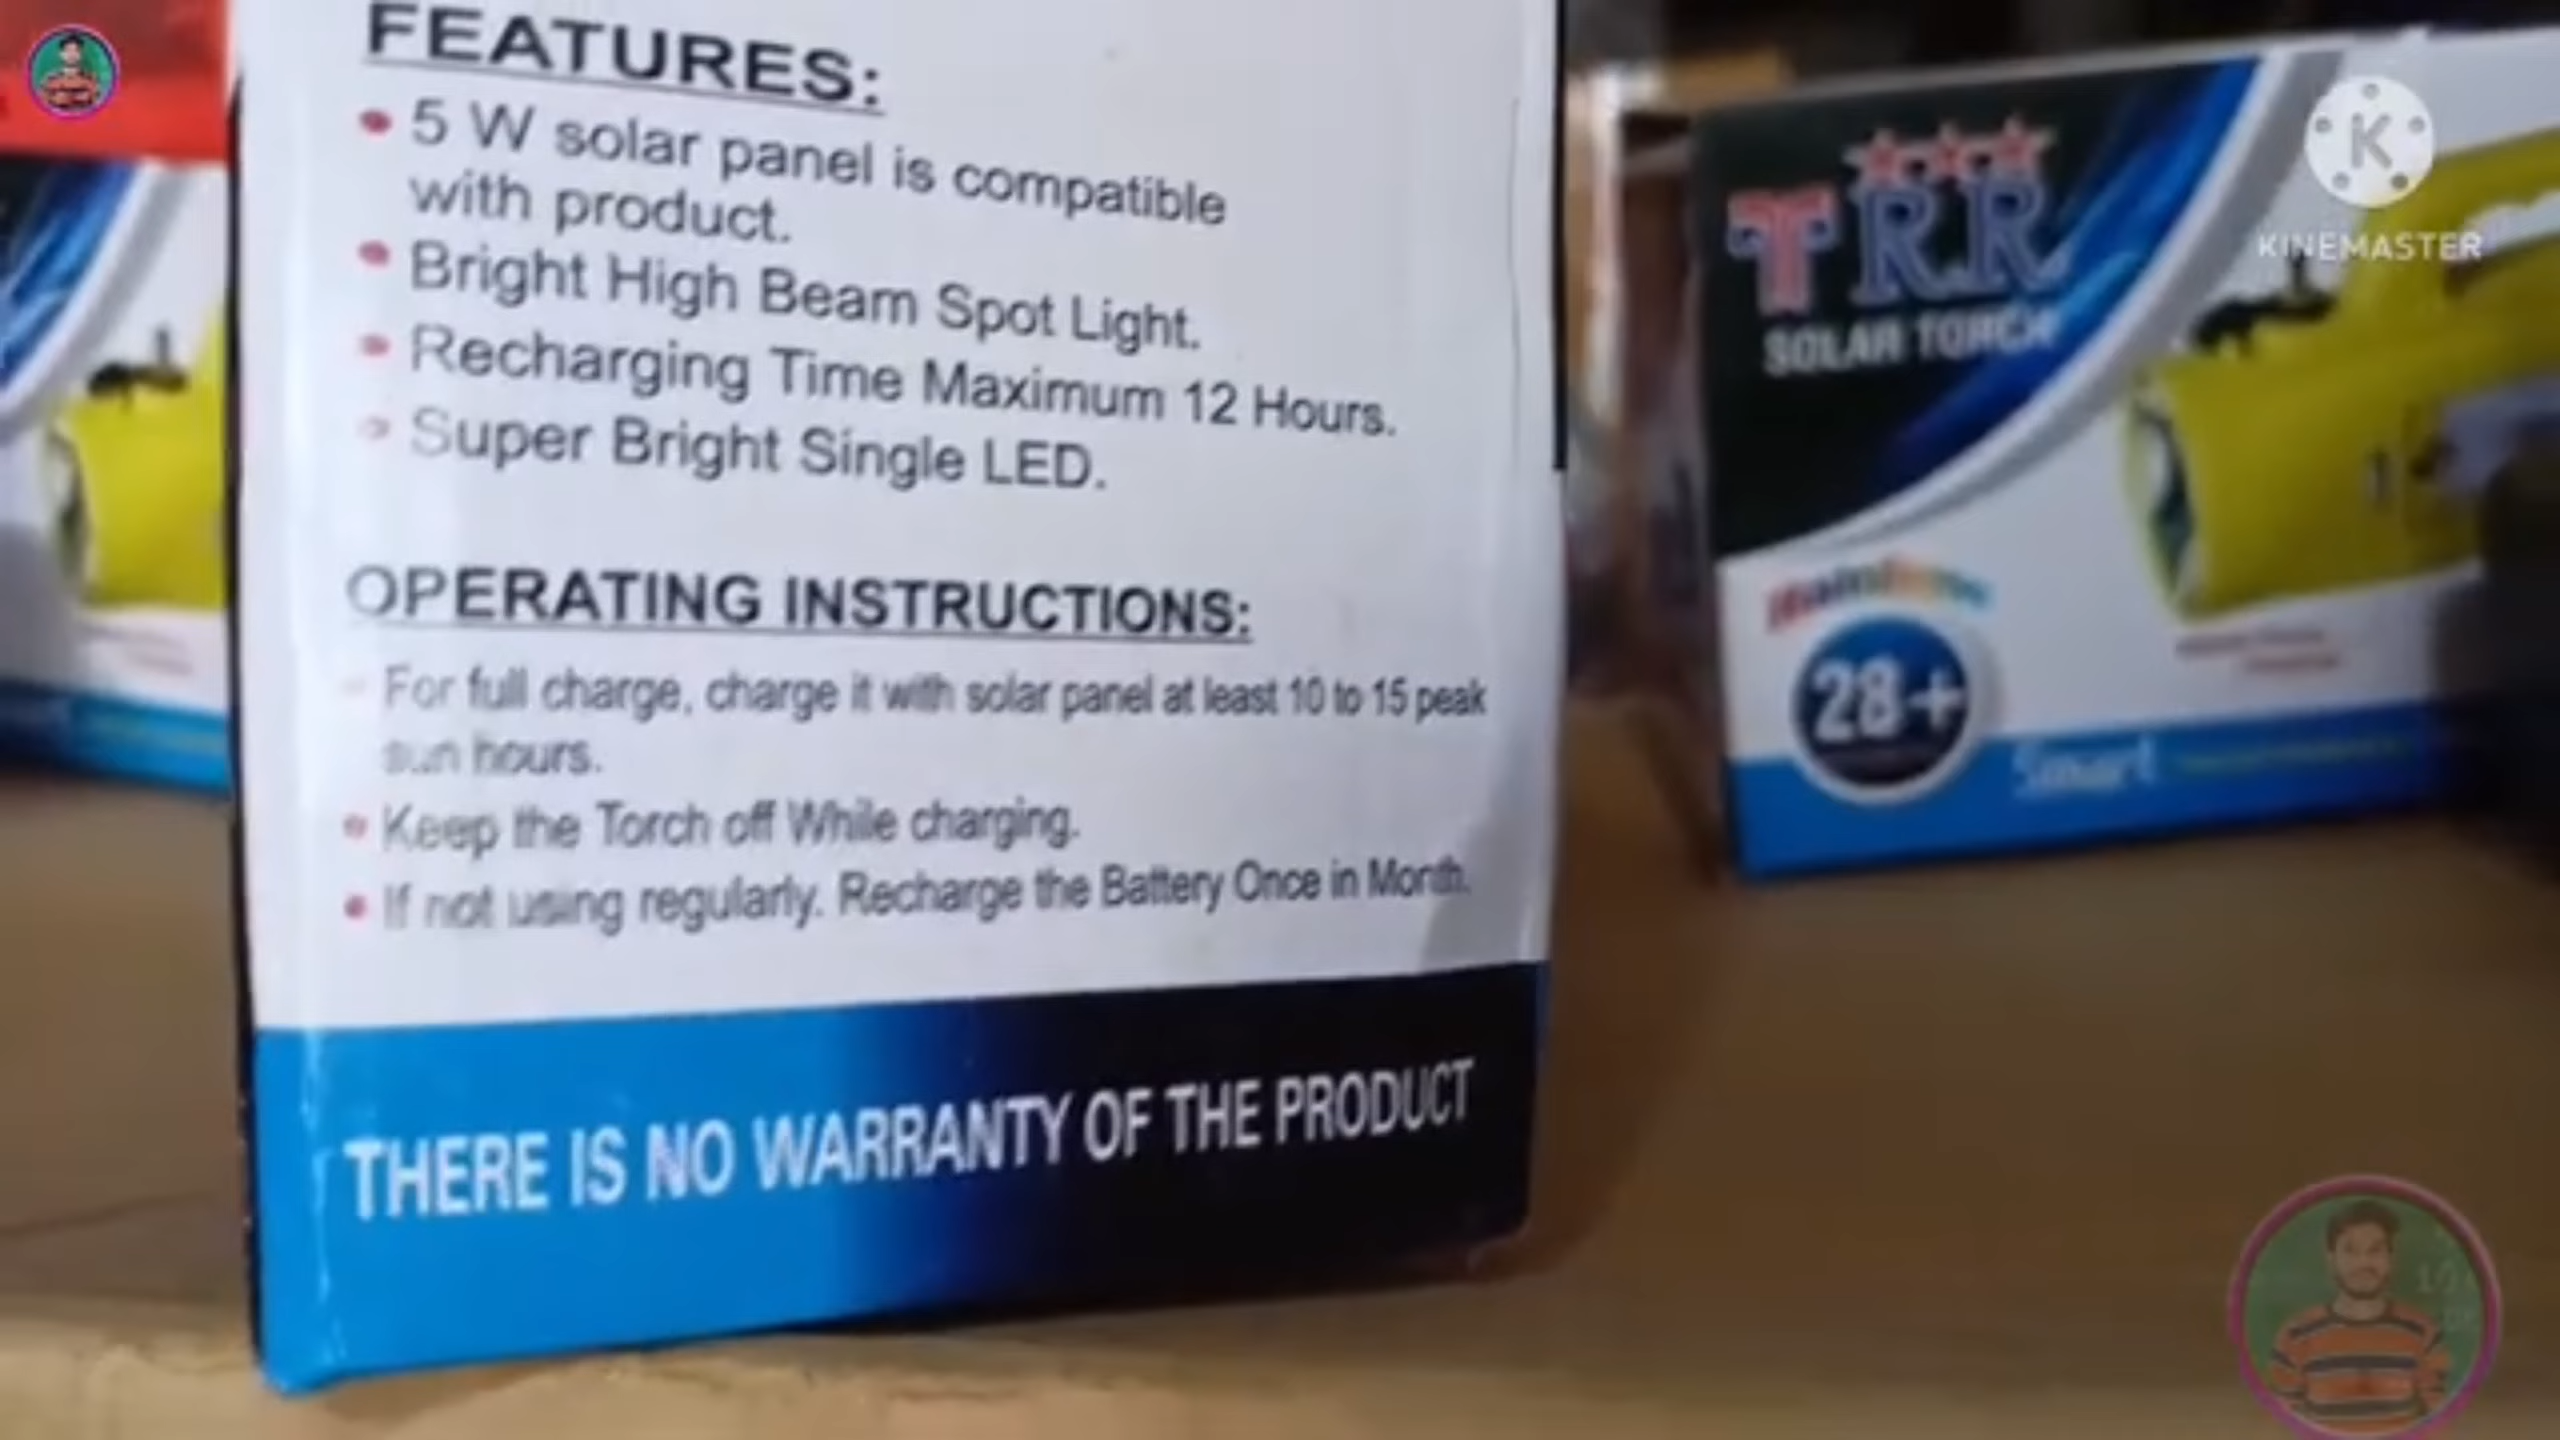 FEATURES:
• 5 W solar panel is compatible
with product.
• Bright High Beam Spot Light.
• Recharging Time Maximum 12 Hours.
• Super Bright Single LED.
OPERATING INSTRUCTIONS:
• For full charge, charge it with solar panel at least 10 to 15 peak
sun hours.
• Keep the Torch off While charging.
• If not using regularly. Recharge the Battery Once in Month.
THERE IS NO WARRANTY OF THE PRODUCT
TRR
SOLAR TORCH
28+
Smart
K
KINEMASTER